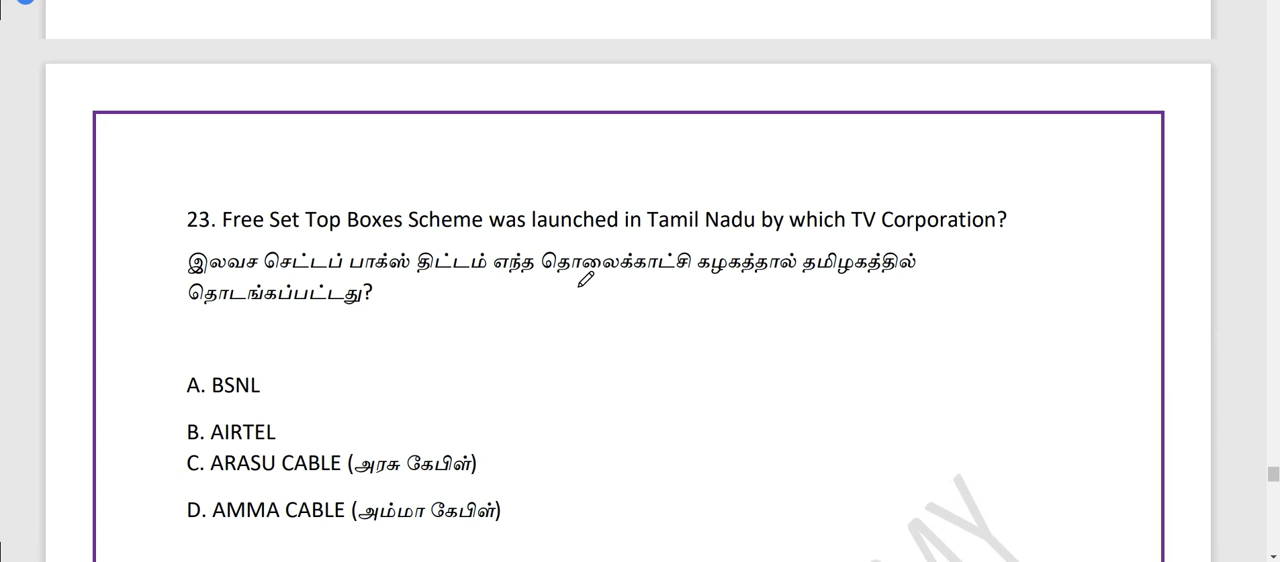 23. Free Set Top Boxes Scheme was launched in Tamil Nadu by which TV Corporation?
இலவச செட்டப் பாக்ஸ் திட்டம் எந்த தொலைக்காட்சி கழகத்தால் தமிழகத்தில்
தொடங்கப்பட்டது?
A. BSNL
B. AIRTEL
C. ARASU CABLE (அரசு கேபிள்)
D. AMMA CABLE (அம்மா கேபிள்)